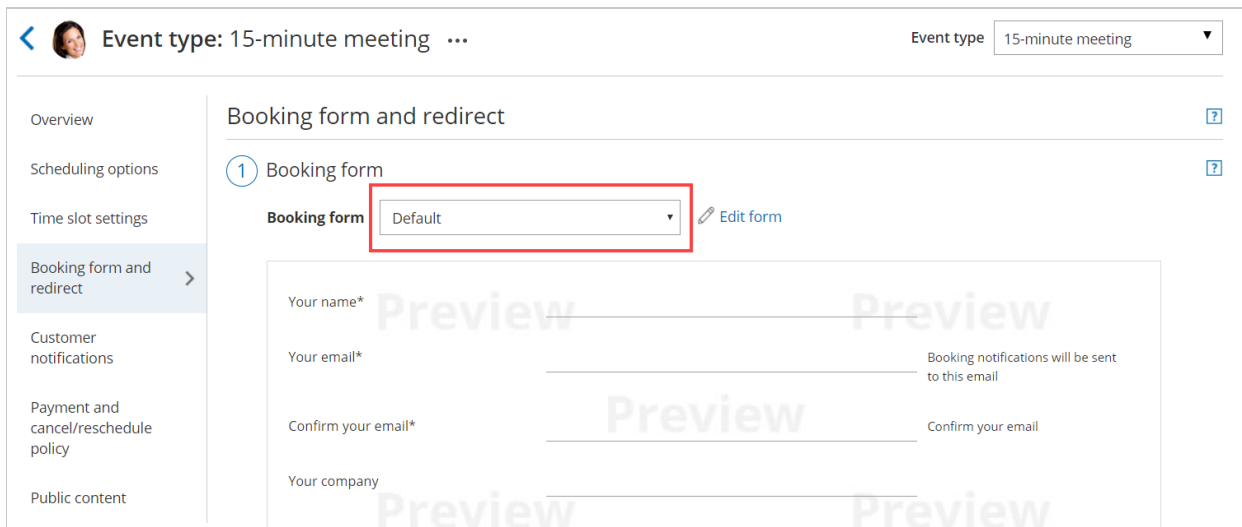 Event type: 15-minute meeting ...
Event type 15-minute meeting
Overview
Scheduling options
Time slot settings
Booking form and
redirect
Customer
notifications
Payment and
cancel/reschedule
policy
Public content
Booking form and redirect ?
1 Booking form ?
Booking form Default Edit form
Preview Preview
Your name*
Your email* Booking notifications will be sent
to this email
Preview
Confirm your email* Confirm your email
Your company
Preview Preview